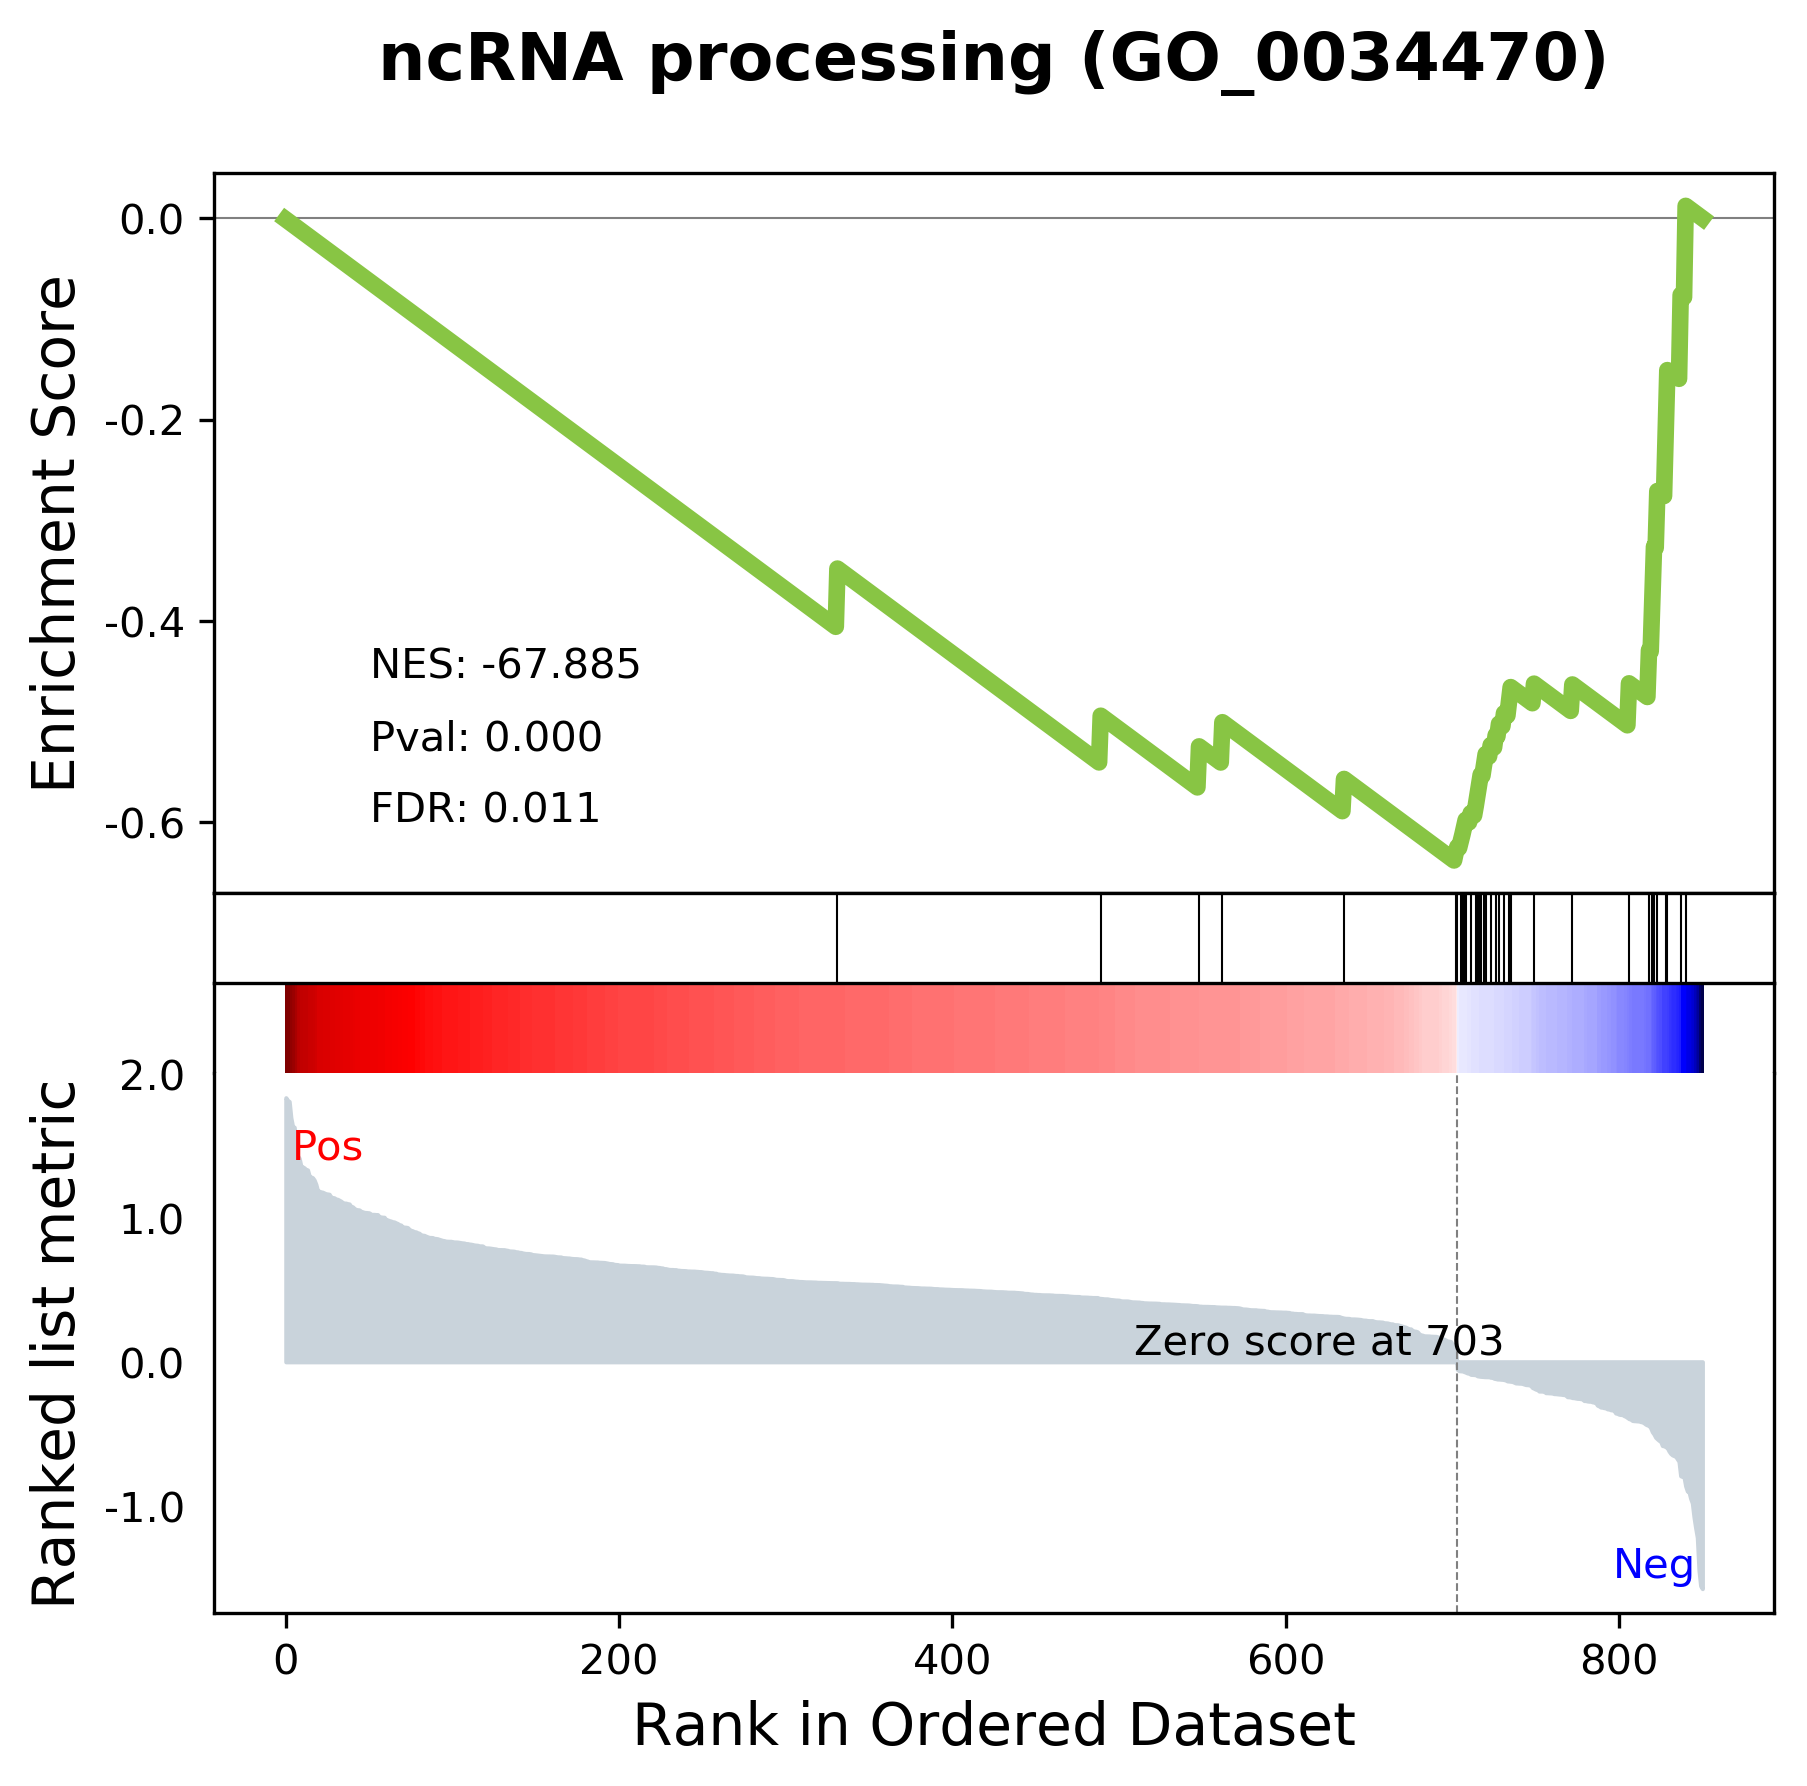 ncRNA processing (GO_0034470)
Enrichment Score
0.0
-0.2
-0.4
-0.6
NES: -67.885
Pval: 0.000
FDR: 0.011
Ranked list metric
2.0
1.0
0.0
-1.0
Pos
Zero score at 703
Neg
0 200 400 600 800
Rank in Ordered Dataset